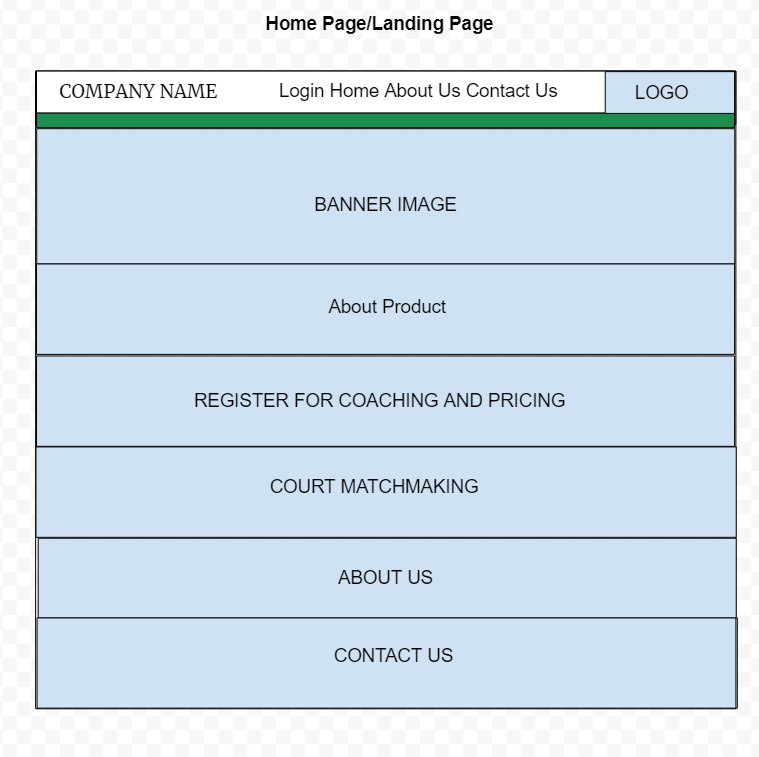 Home Page/Landing Page
COMPANY NAME Login Home About Us Contact Us LOGO
BANNER IMAGE
About Product
REGISTER FOR COACHING AND PRICING
COURT MATCHMAKING
ABOUT US
CONTACT US